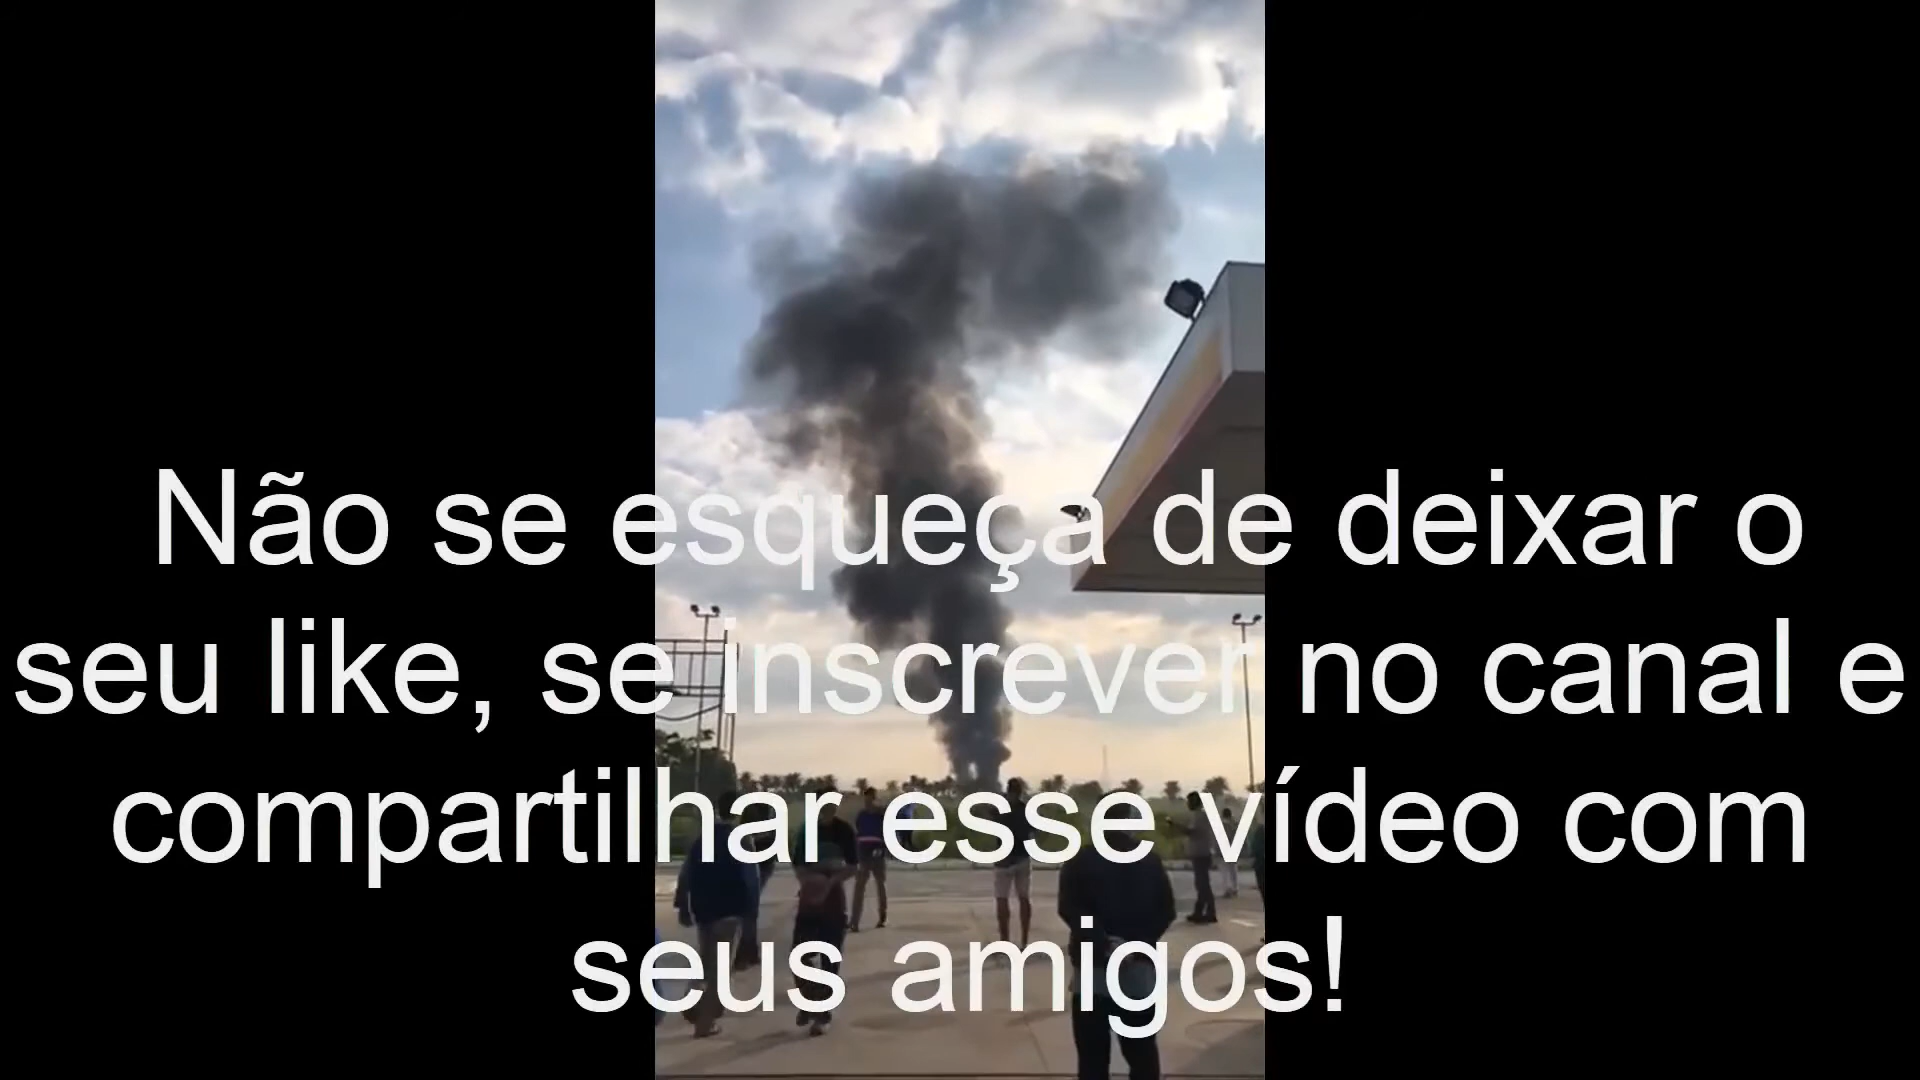 Não se esqueça de deixar o
seu like, se inscrever no canal e
compartilhar esse vídeo com
seus amigos!